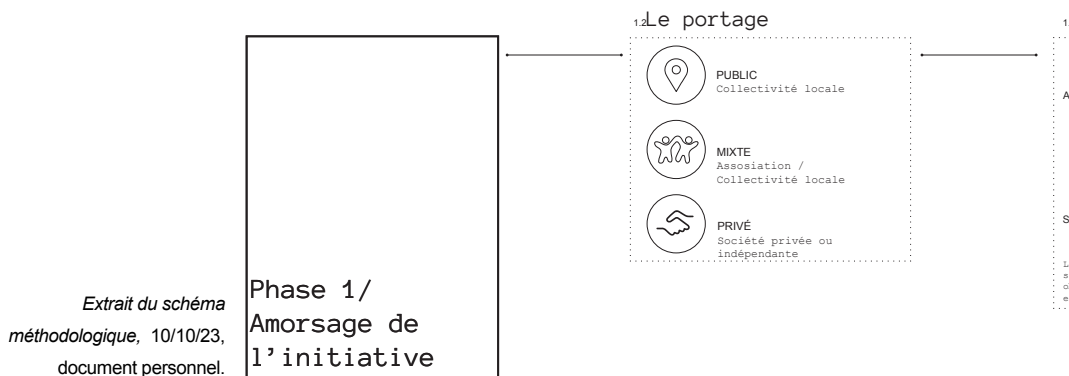 1.2Le portage
PUBLIC
Collectivité locale
MIXTE
Assosiation /
Collectivité locale
PRIVÉ
Société privée ou
indépendante
Phase 1/
Amorsage de
l'initiative
Extrait du schéma
méthodologique, 10/10/23,
document personnel.
1.
A
S